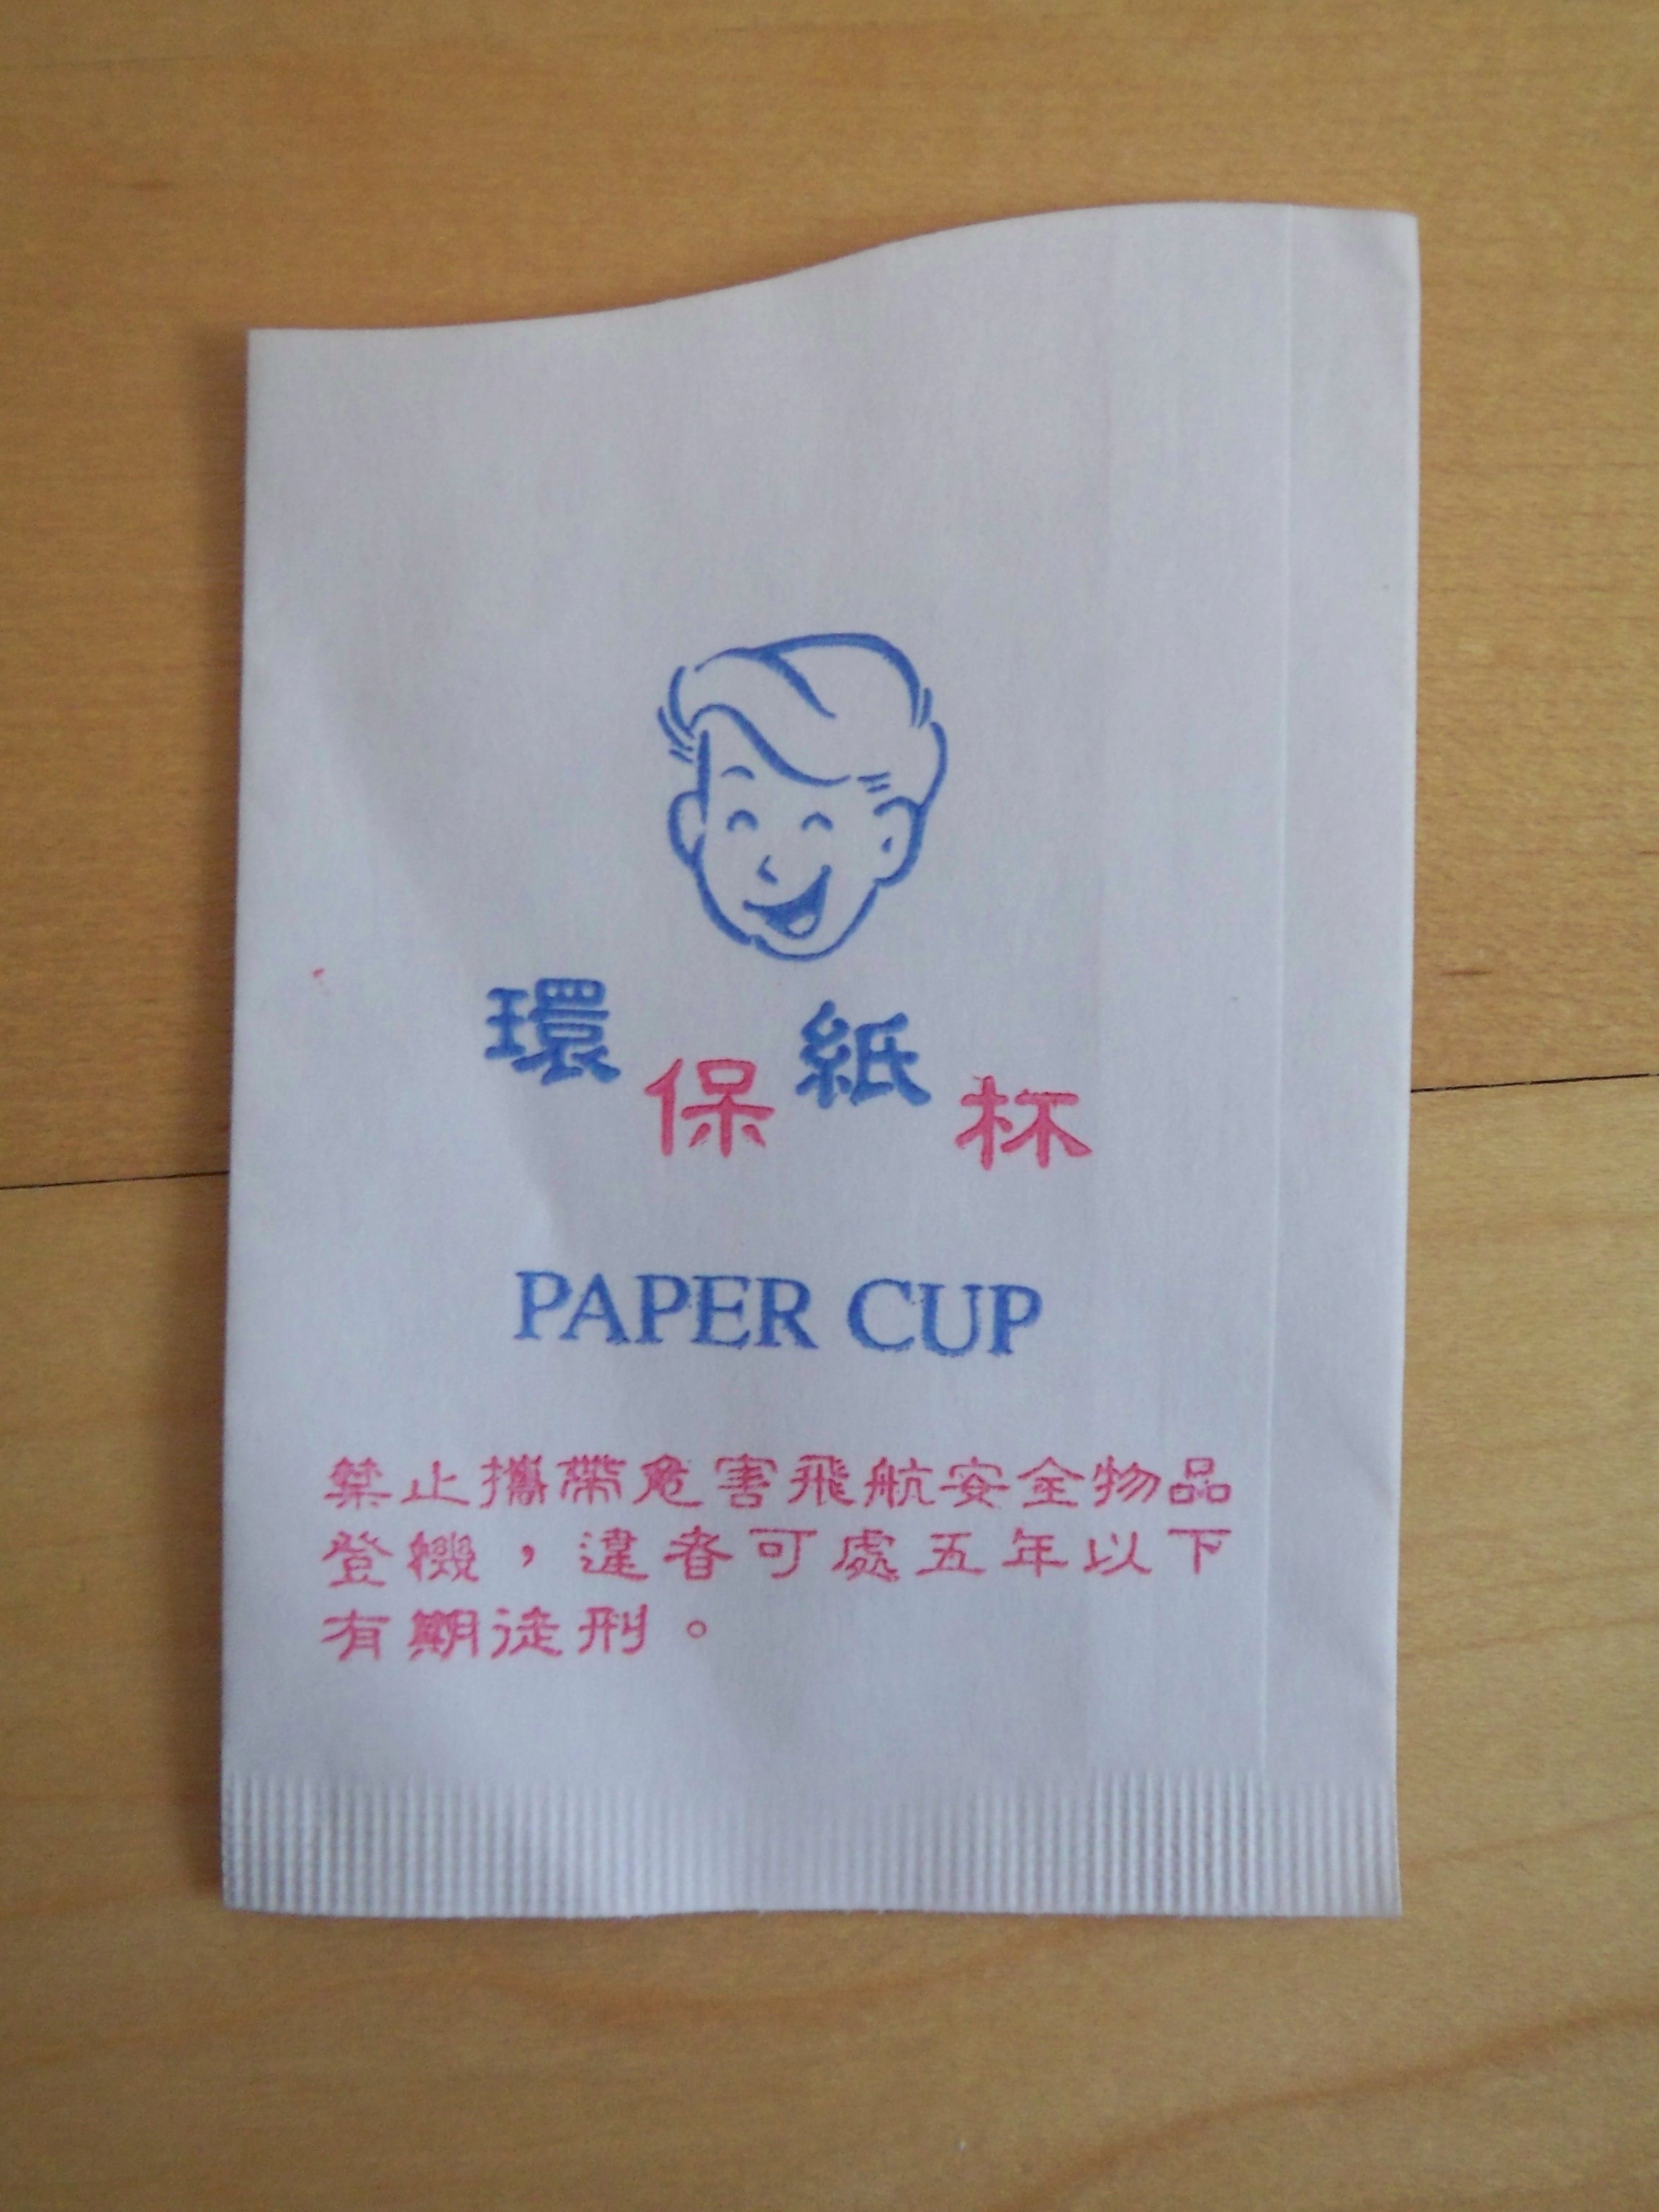 環保紙杯
PAPER CUP
禁止攜帶危害飛航安全物品
登機，違者可處五年以下
有期徒刑。